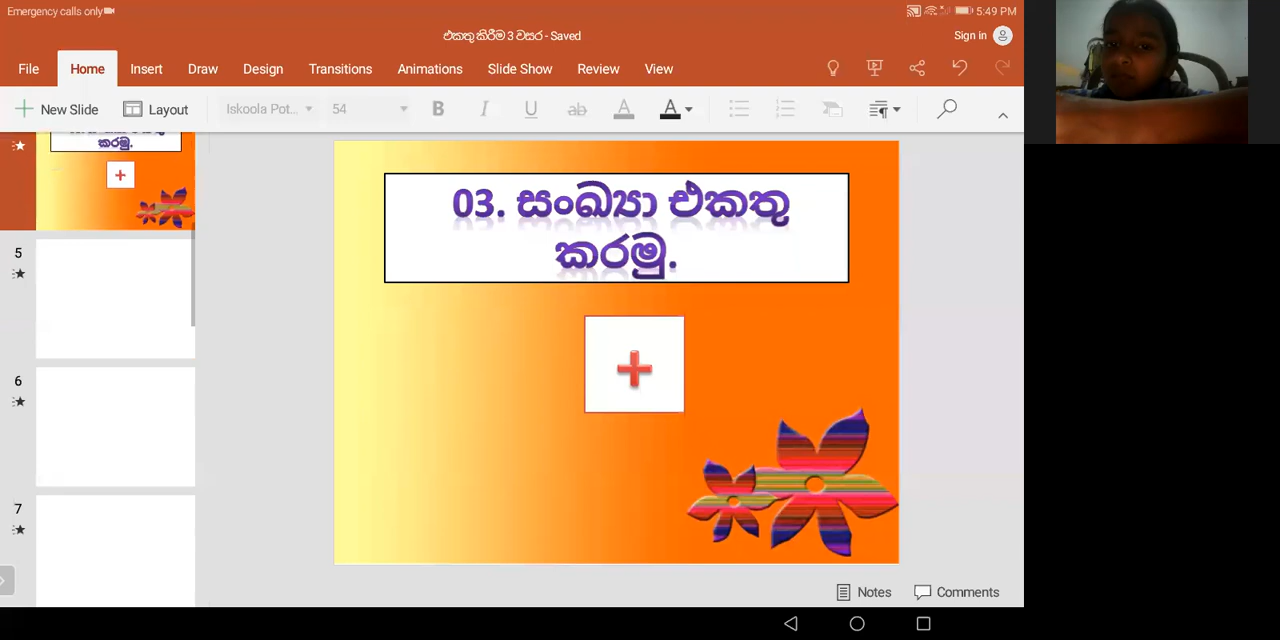 Emergency calls only
5:49 PM
එකතු කිරීම 3 වසර - Saved
Sign in
File
Home
Insert
Draw
Design
Transitions
Animations
Slide Show
Review
View
New Slide
Layout
Iskoola Pot...
54
B
I
U
ab
A
A
කරමු.
+
5
6
7
03. සංඛ්‍යා එකතු
කරමු.
+
Notes
Comments